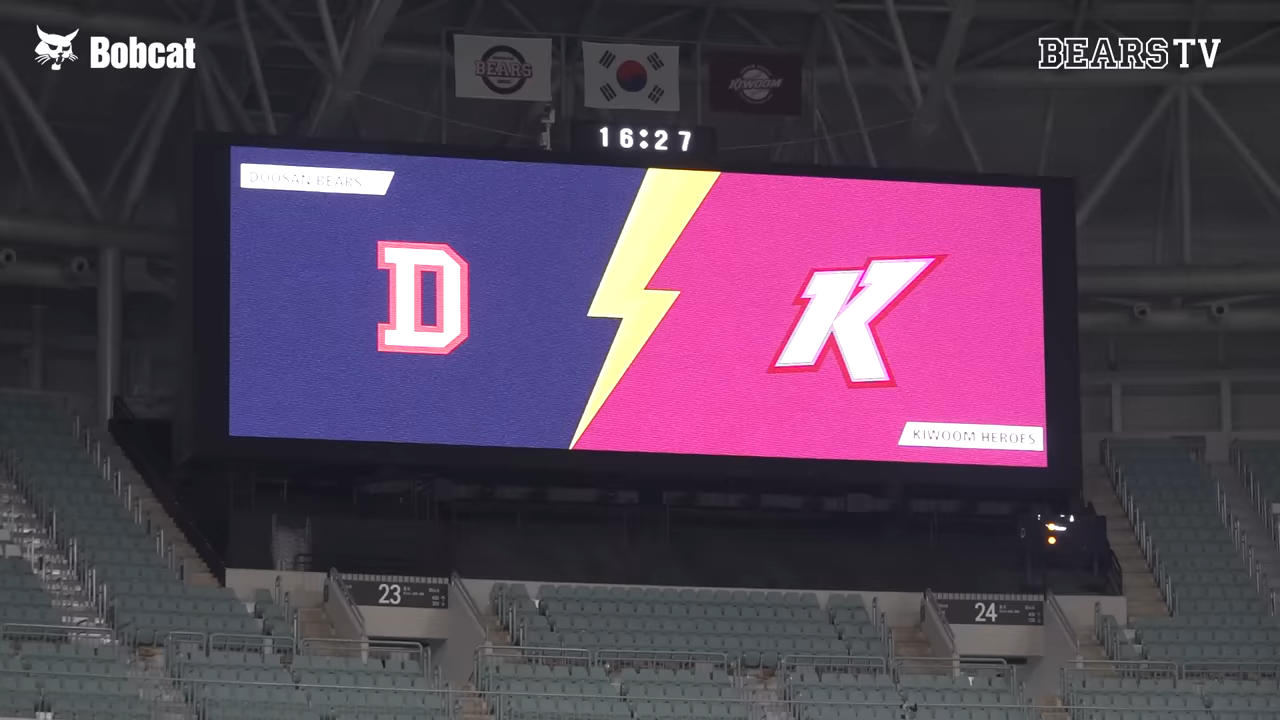 Bobcat
BEARS TV
BEARS
KIWOOM
16:27
DOOSAN BEARS
D
K
KIWOOM HEROES
23
24